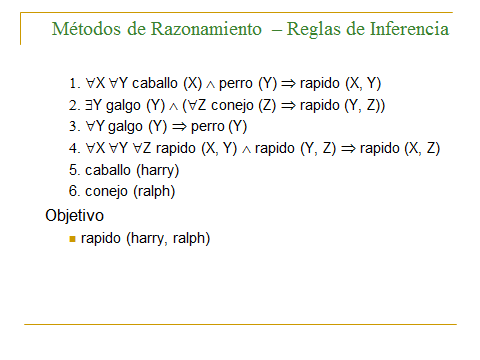 Métodos de Razonamiento – Reglas de Inferencia
1. ∀X ∀Y caballo (X) ∧ perro (Y) ⇒ rapido (X, Y)
2. ∃Y galgo (Y) ∧ (∀Z conejo (Z) ⇒ rapido (Y, Z))
3. ∀Y galgo (Y) ⇒ perro (Y)
4. ∀X ∀Y ∀Z rapido (X, Y) ∧ rapido (Y, Z) ⇒ rapido (X, Z)
5. caballo (harry)
6. conejo (ralph)
Objetivo
rapido (harry, ralph)